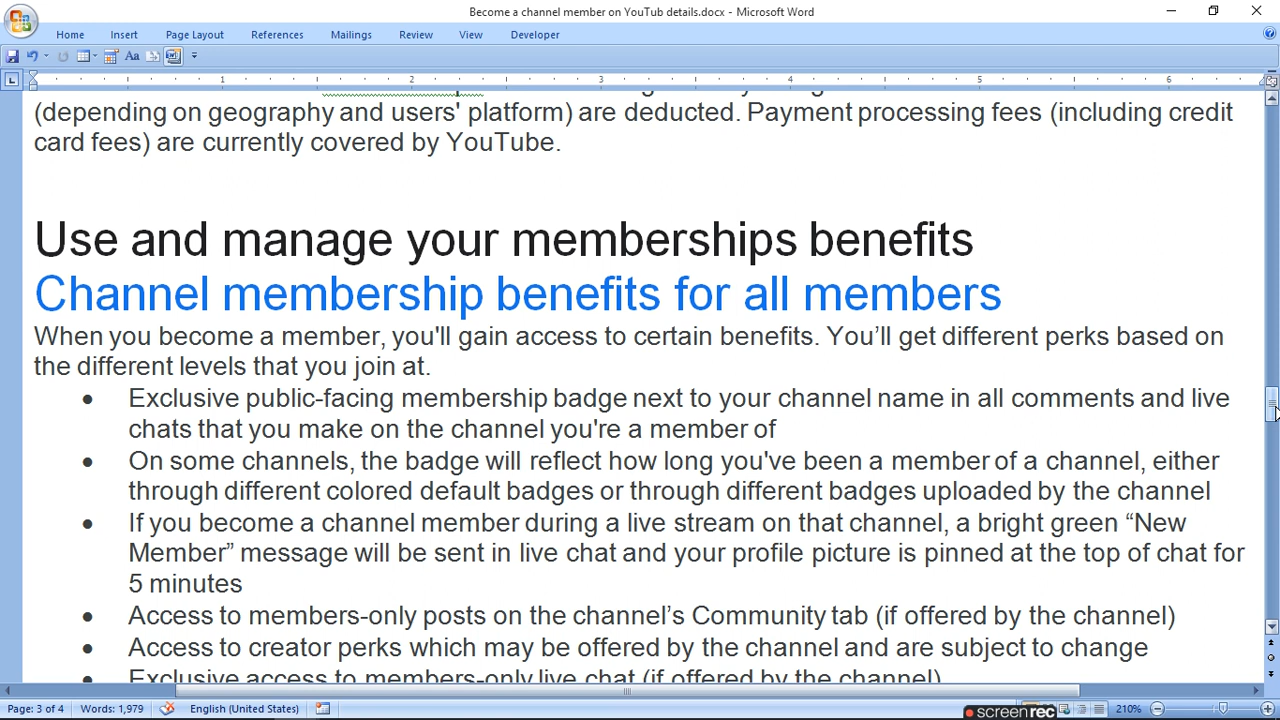 Become a channel member on YouTub details.docx - Microsoft Word
Home Insert Page Layout References Mailings Review View Developer
Aa
1 2 3 4 5 6
(depending on geography and users' platform) are deducted. Payment processing fees (including credit
card fees) are currently covered by YouTube.
Use and manage your memberships benefits
Channel membership benefits for all members
When you become a member, you'll gain access to certain benefits. You’ll get different perks based on
the different levels that you join at.
• Exclusive public-facing membership badge next to your channel name in all comments and live
chats that you make on the channel you're a member of
• On some channels, the badge will reflect how long you've been a member of a channel, either
through different colored default badges or through different badges uploaded by the channel
• If you become a channel member during a live stream on that channel, a bright green “New
Member” message will be sent in live chat and your profile picture is pinned at the top of chat for
5 minutes
• Access to members-only posts on the channel’s Community tab (if offered by the channel)
• Access to creator perks which may be offered by the channel and are subject to change
• Exclusive access to members-only live chat (if offered by the channel)
Page: 3 of 4 Words: 1,979 English (United States) screenrec 210%